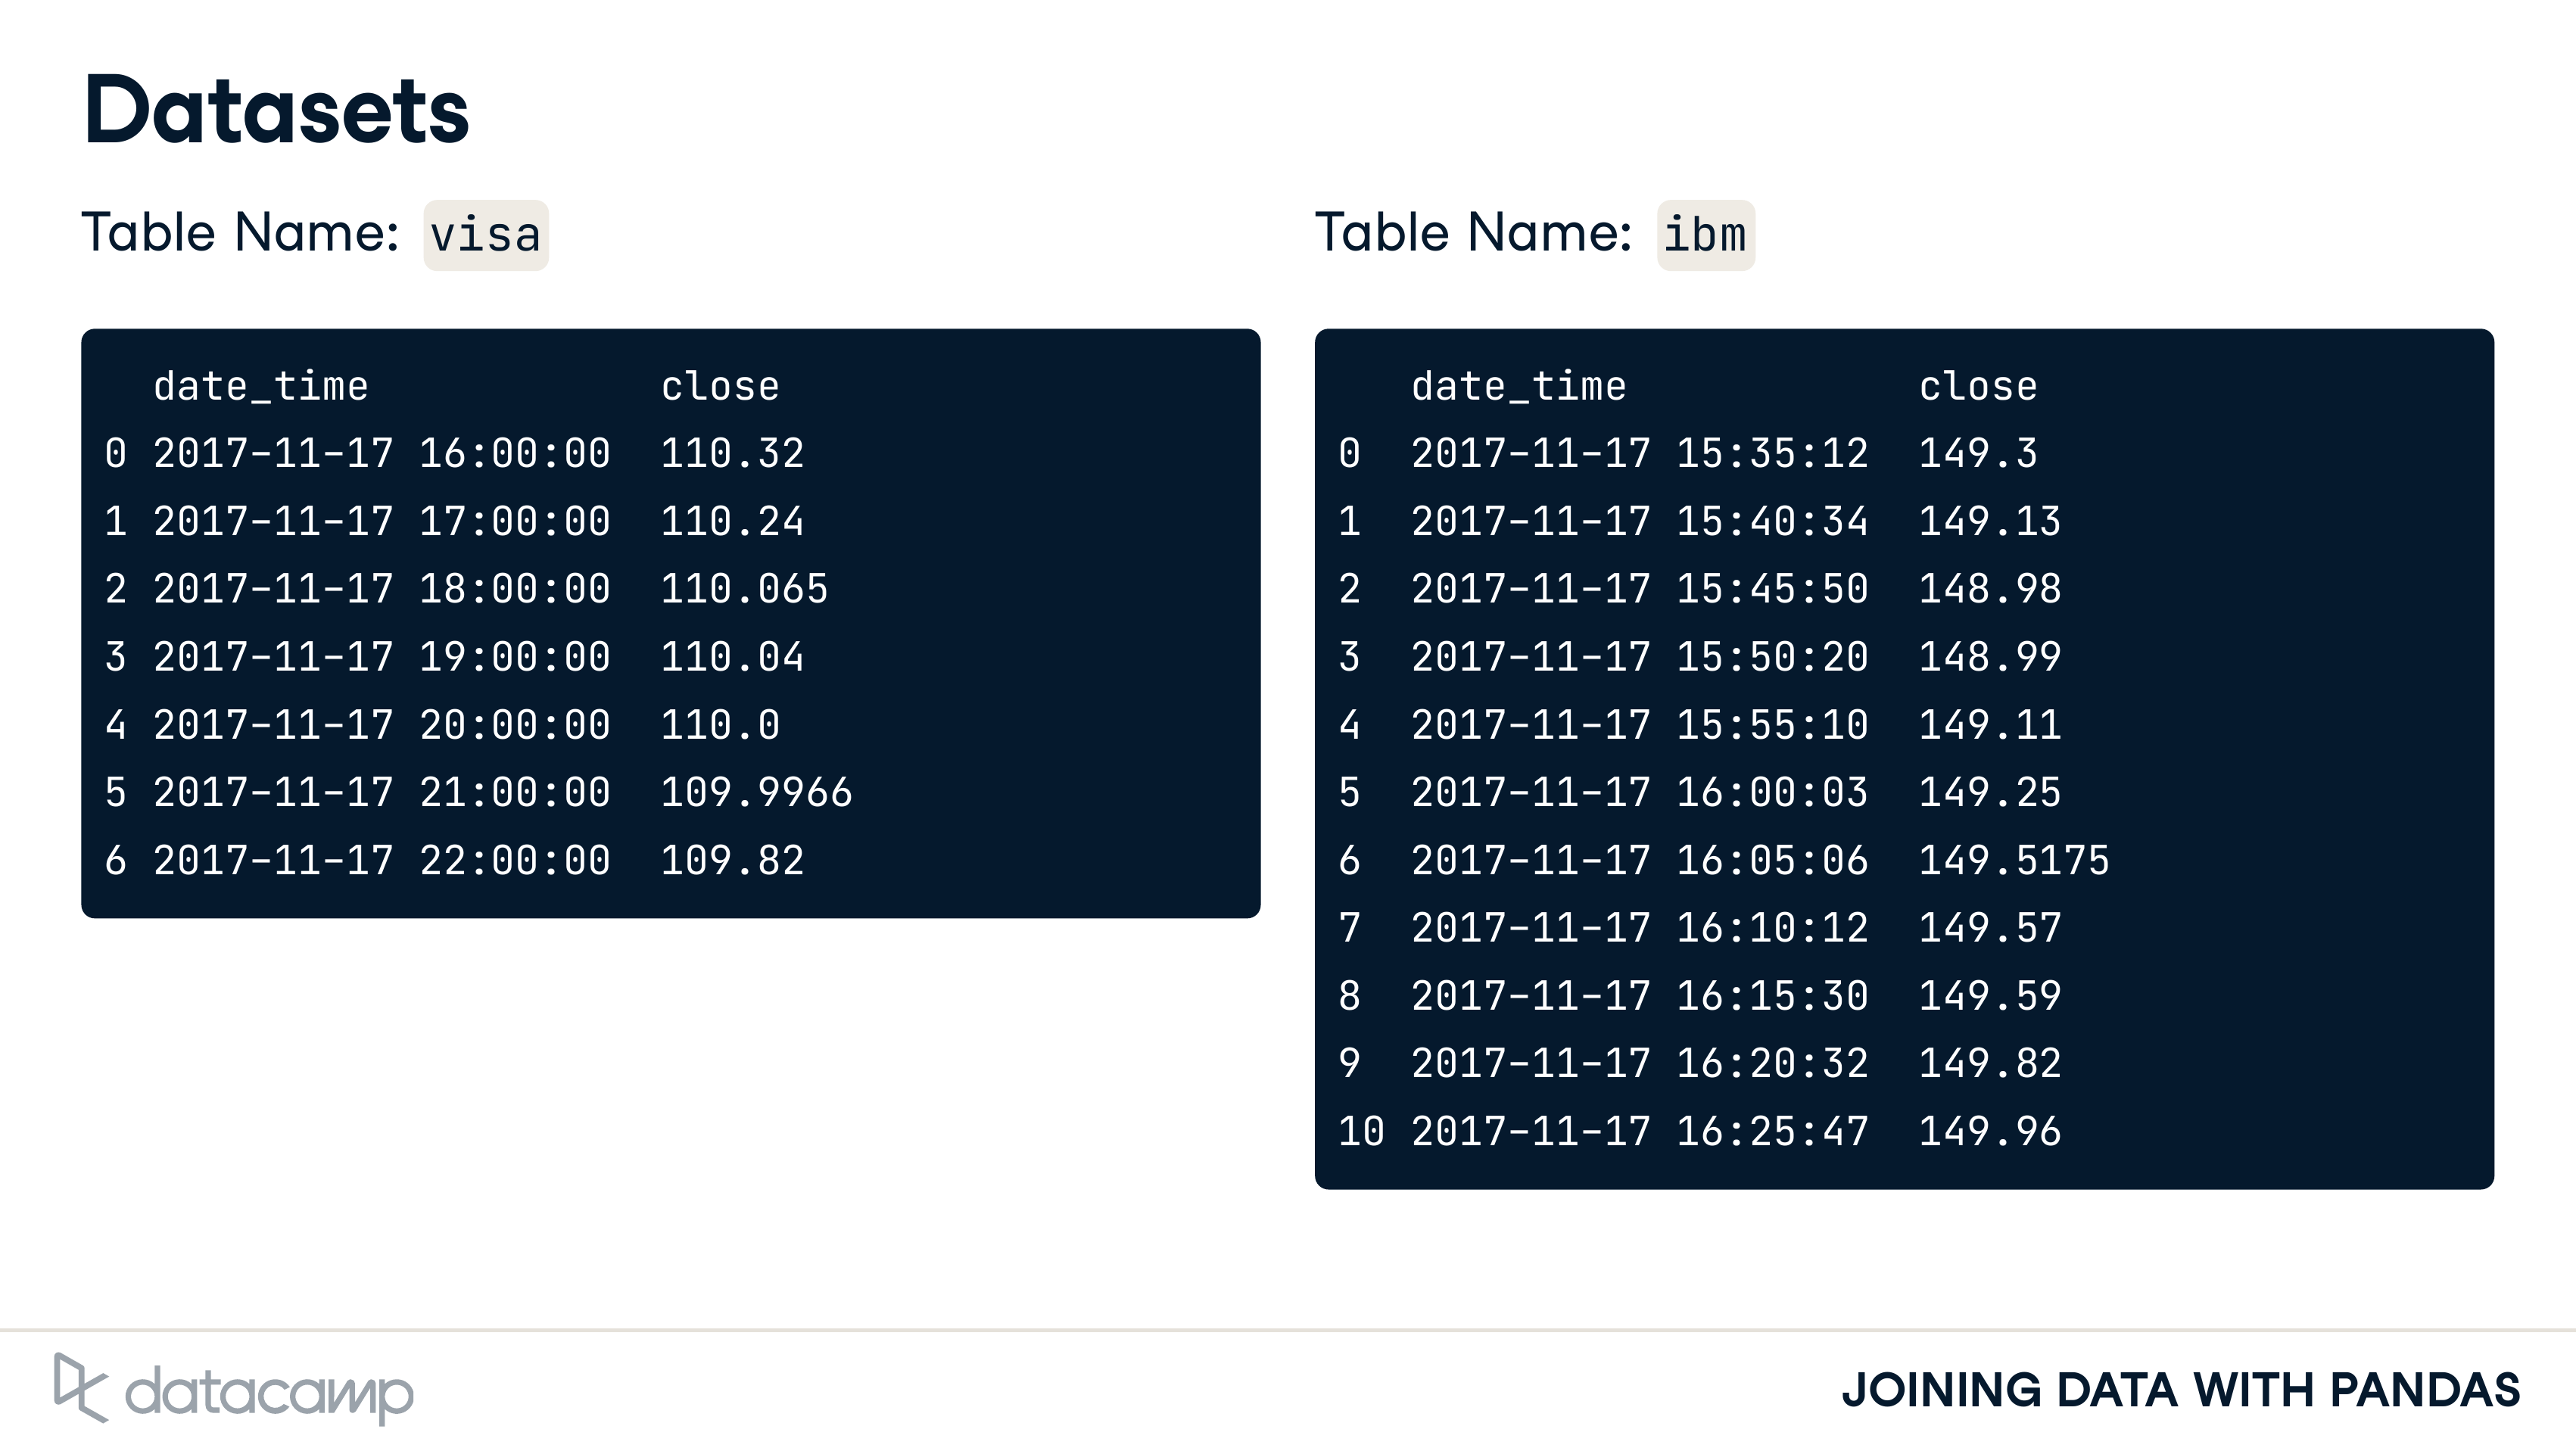 Datasets
Table Name: visa
date_time close
0 2017-11-17 16:00:00 110.32
1 2017-11-17 17:00:00 110.24
2 2017-11-17 18:00:00 110.065
3 2017-11-17 19:00:00 110.04
4 2017-11-17 20:00:00 110.0
5 2017-11-17 21:00:00 109.9966
6 2017-11-17 22:00:00 109.82
Table Name: ibm
date_time close
0 2017-11-17 15:35:12 149.3
1 2017-11-17 15:40:34 149.13
2 2017-11-17 15:45:50 148.98
3 2017-11-17 15:50:20 148.99
4 2017-11-17 15:55:10 149.11
5 2017-11-17 16:00:03 149.25
6 2017-11-17 16:05:06 149.5175
7 2017-11-17 16:10:12 149.57
8 2017-11-17 16:15:30 149.59
9 2017-11-17 16:20:32 149.82
10 2017-11-17 16:25:47 149.96
datacamp
JOINING DATA WITH PANDAS